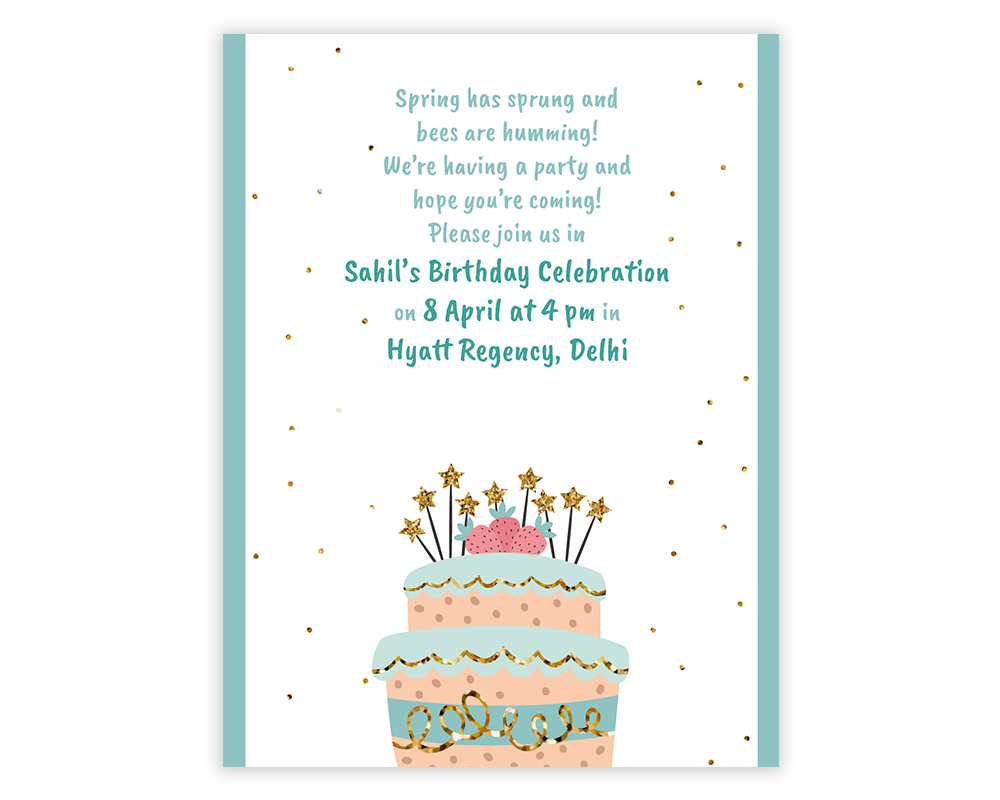 Spring has sprung and
bees are humming!
We're having a party and
hope you're coming!
Please join us in
Sahil's Birthday Celebration
on 8 April at 4 pm in
Hyatt Regency, Delhi